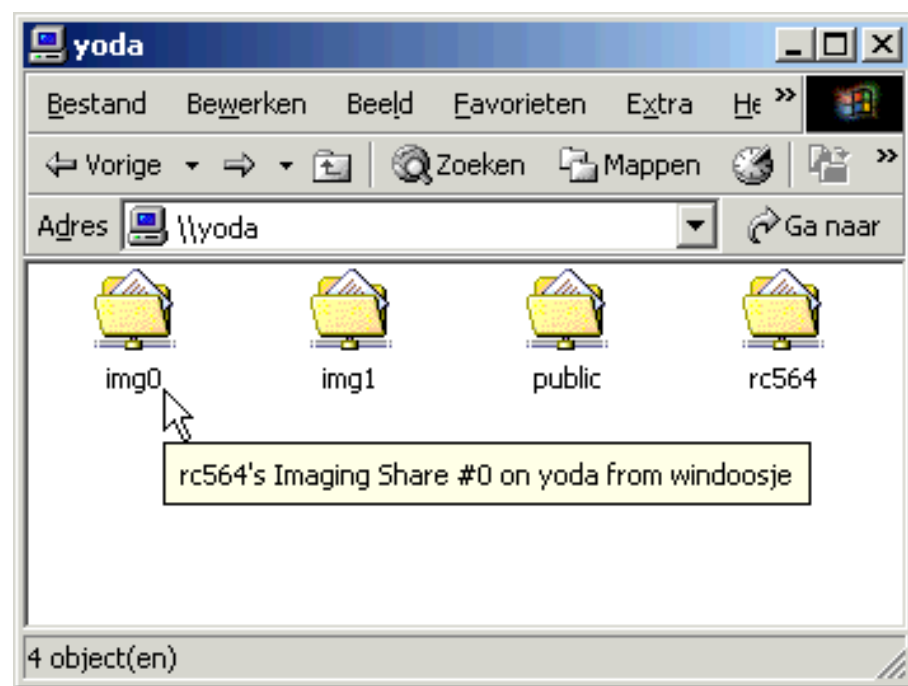 yoda
Bestand Bewerken Beeld Favorieten Extra He »
Vorige Zoeken Mappen »
Adres \\yoda Ga naar
img0 img1 public rc564
rc564's Imaging Share #0 on yoda from windoosje
4 object(en)